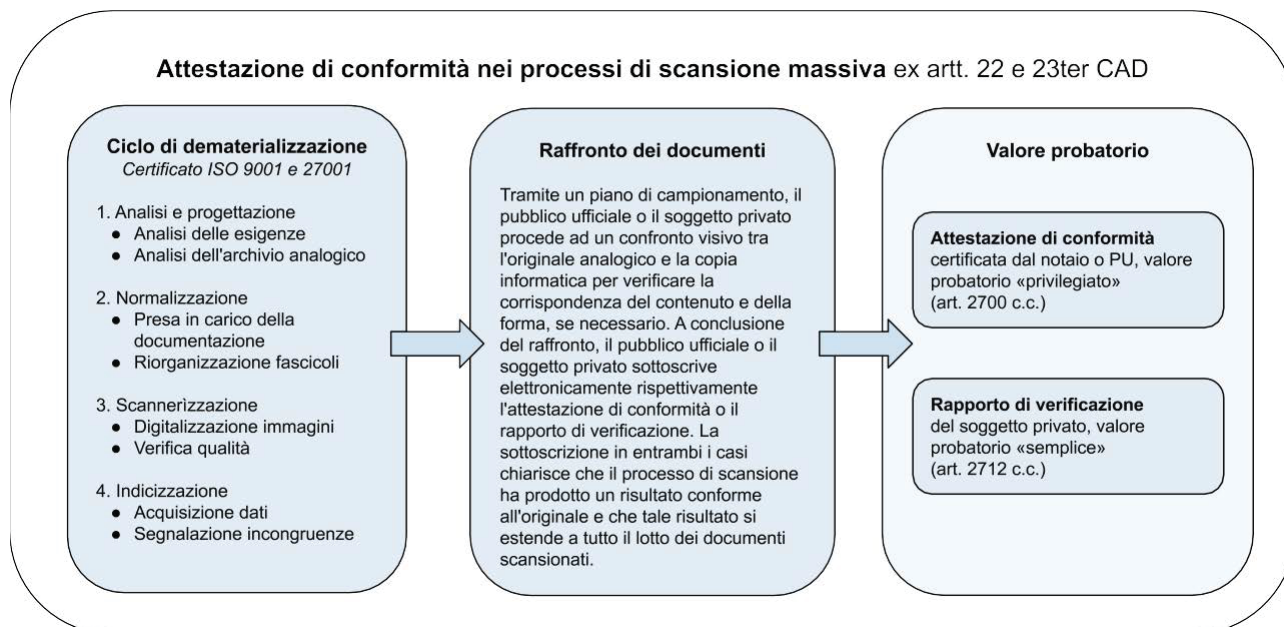 Attestazione di conformità nei processi di scansione massiva ex artt. 22 e 23ter CAD
Ciclo di dematerializzazione
Certificato ISO 9001 e 27001
1. Analisi e progettazione
● Analisi delle esigenze
● Analisi dell'archivio analogico
2. Normalizzazione
● Presa in carico della
documentazione
● Riorganizzazione fascicoli
3. Scannerìzzazione
● Digitalizzazione immagini
● Verifica qualità
4. Indicizzazione
● Acquisizione dati
● Segnalazione incongruenze
Raffronto dei documenti
Tramite un piano di campionamento, il
pubblico ufficiale o il soggetto privato
procede ad un confronto visivo tra
l'originale analogico e la copia
informatica per verificare la
corrispondenza del contenuto e della
forma, se necessario. A conclusione
del raffronto, il pubblico ufficiale o il
soggetto privato sottoscrive
elettronicamente rispettivamente
l'attestazione di conformità o il
rapporto di verificazione. La
sottoscrizione in entrambi i casi
chiarisce che il processo di scansione
ha prodotto un risultato conforme
all'originale e che tale risultato si
estende a tutto il lotto dei documenti
scansionati.
Valore probatorio
Attestazione di conformità
certificata dal notaio o PU, valore
probatorio «privilegiato»
(art. 2700 c.c.)
Rapporto di verificazione
del soggetto privato, valore
probatorio «semplice»
(art. 2712 c.c.)